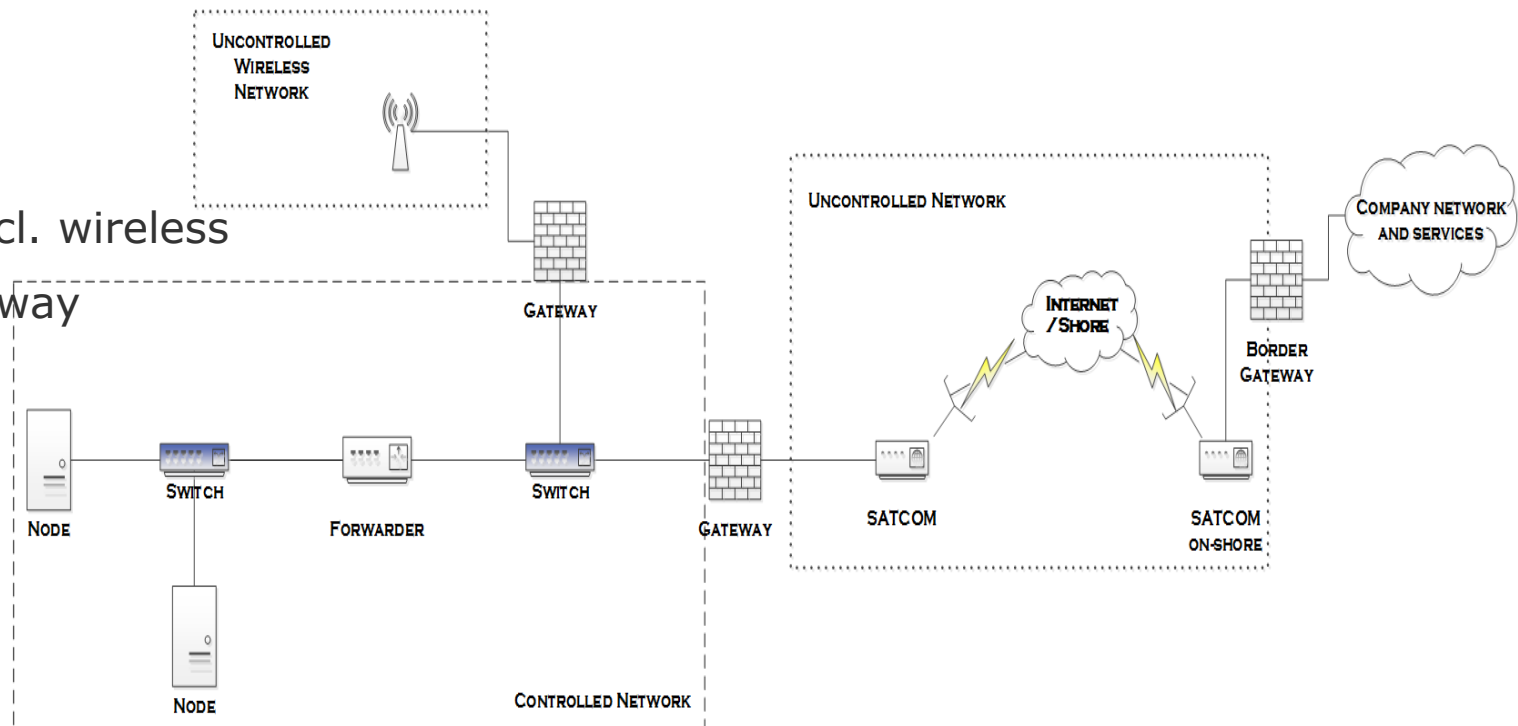 UNCONTROLLED
WIRELESS
NETWORK
cl. wireless
way
GATEWAY
UNCONTROLLED NETWORK
COMPANY NETWORK
AND SERVICES
INTERNET
/ SHORE
BORDER
GATEWAY
NODE
SWITCH
FORWARDER
SWITCH
GATEWAY
SATCOM
SATCOM
ON-SHORE
NODE
CONTROLLED NETWORK